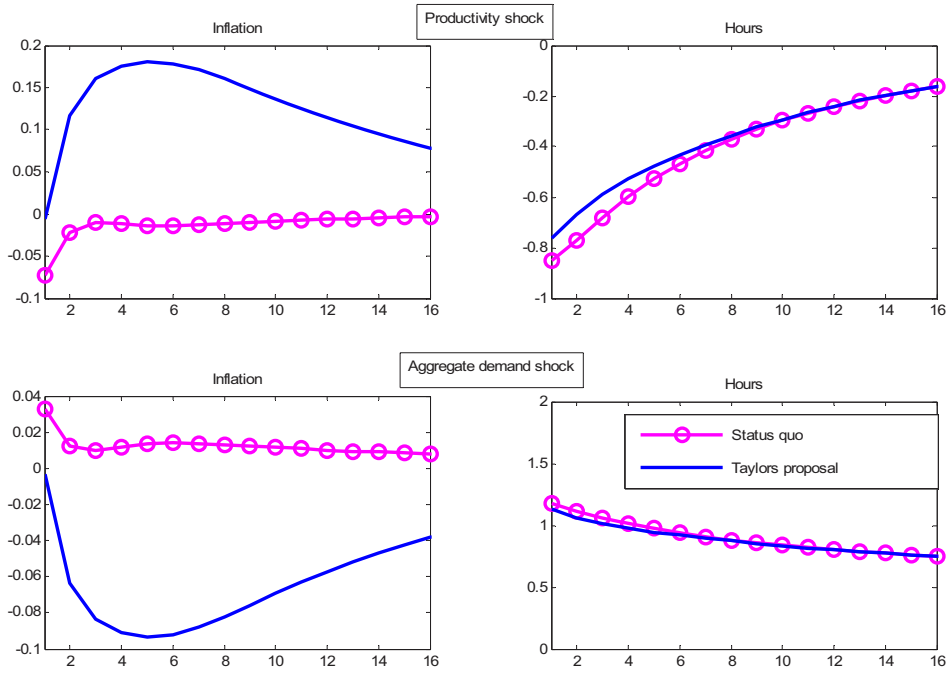 Productivity shock
Inflation
Hours
0.2
0.15
0.1
0.05
0
-0.05
-0.1
2 4 6 8 10 12 14 16
0
-0.2
-0.4
-0.6
-0.8
-1
2 4 6 8 10 12 14 16
Aggregate demand shock
Inflation
Hours
0.04
0.02
0
-0.02
-0.04
-0.06
-0.08
-0.1
2 4 6 8 10 12 14 16
2
1.5
1
0.5
0
2 4 6 8 10 12 14 16
Status quo
Taylors proposal